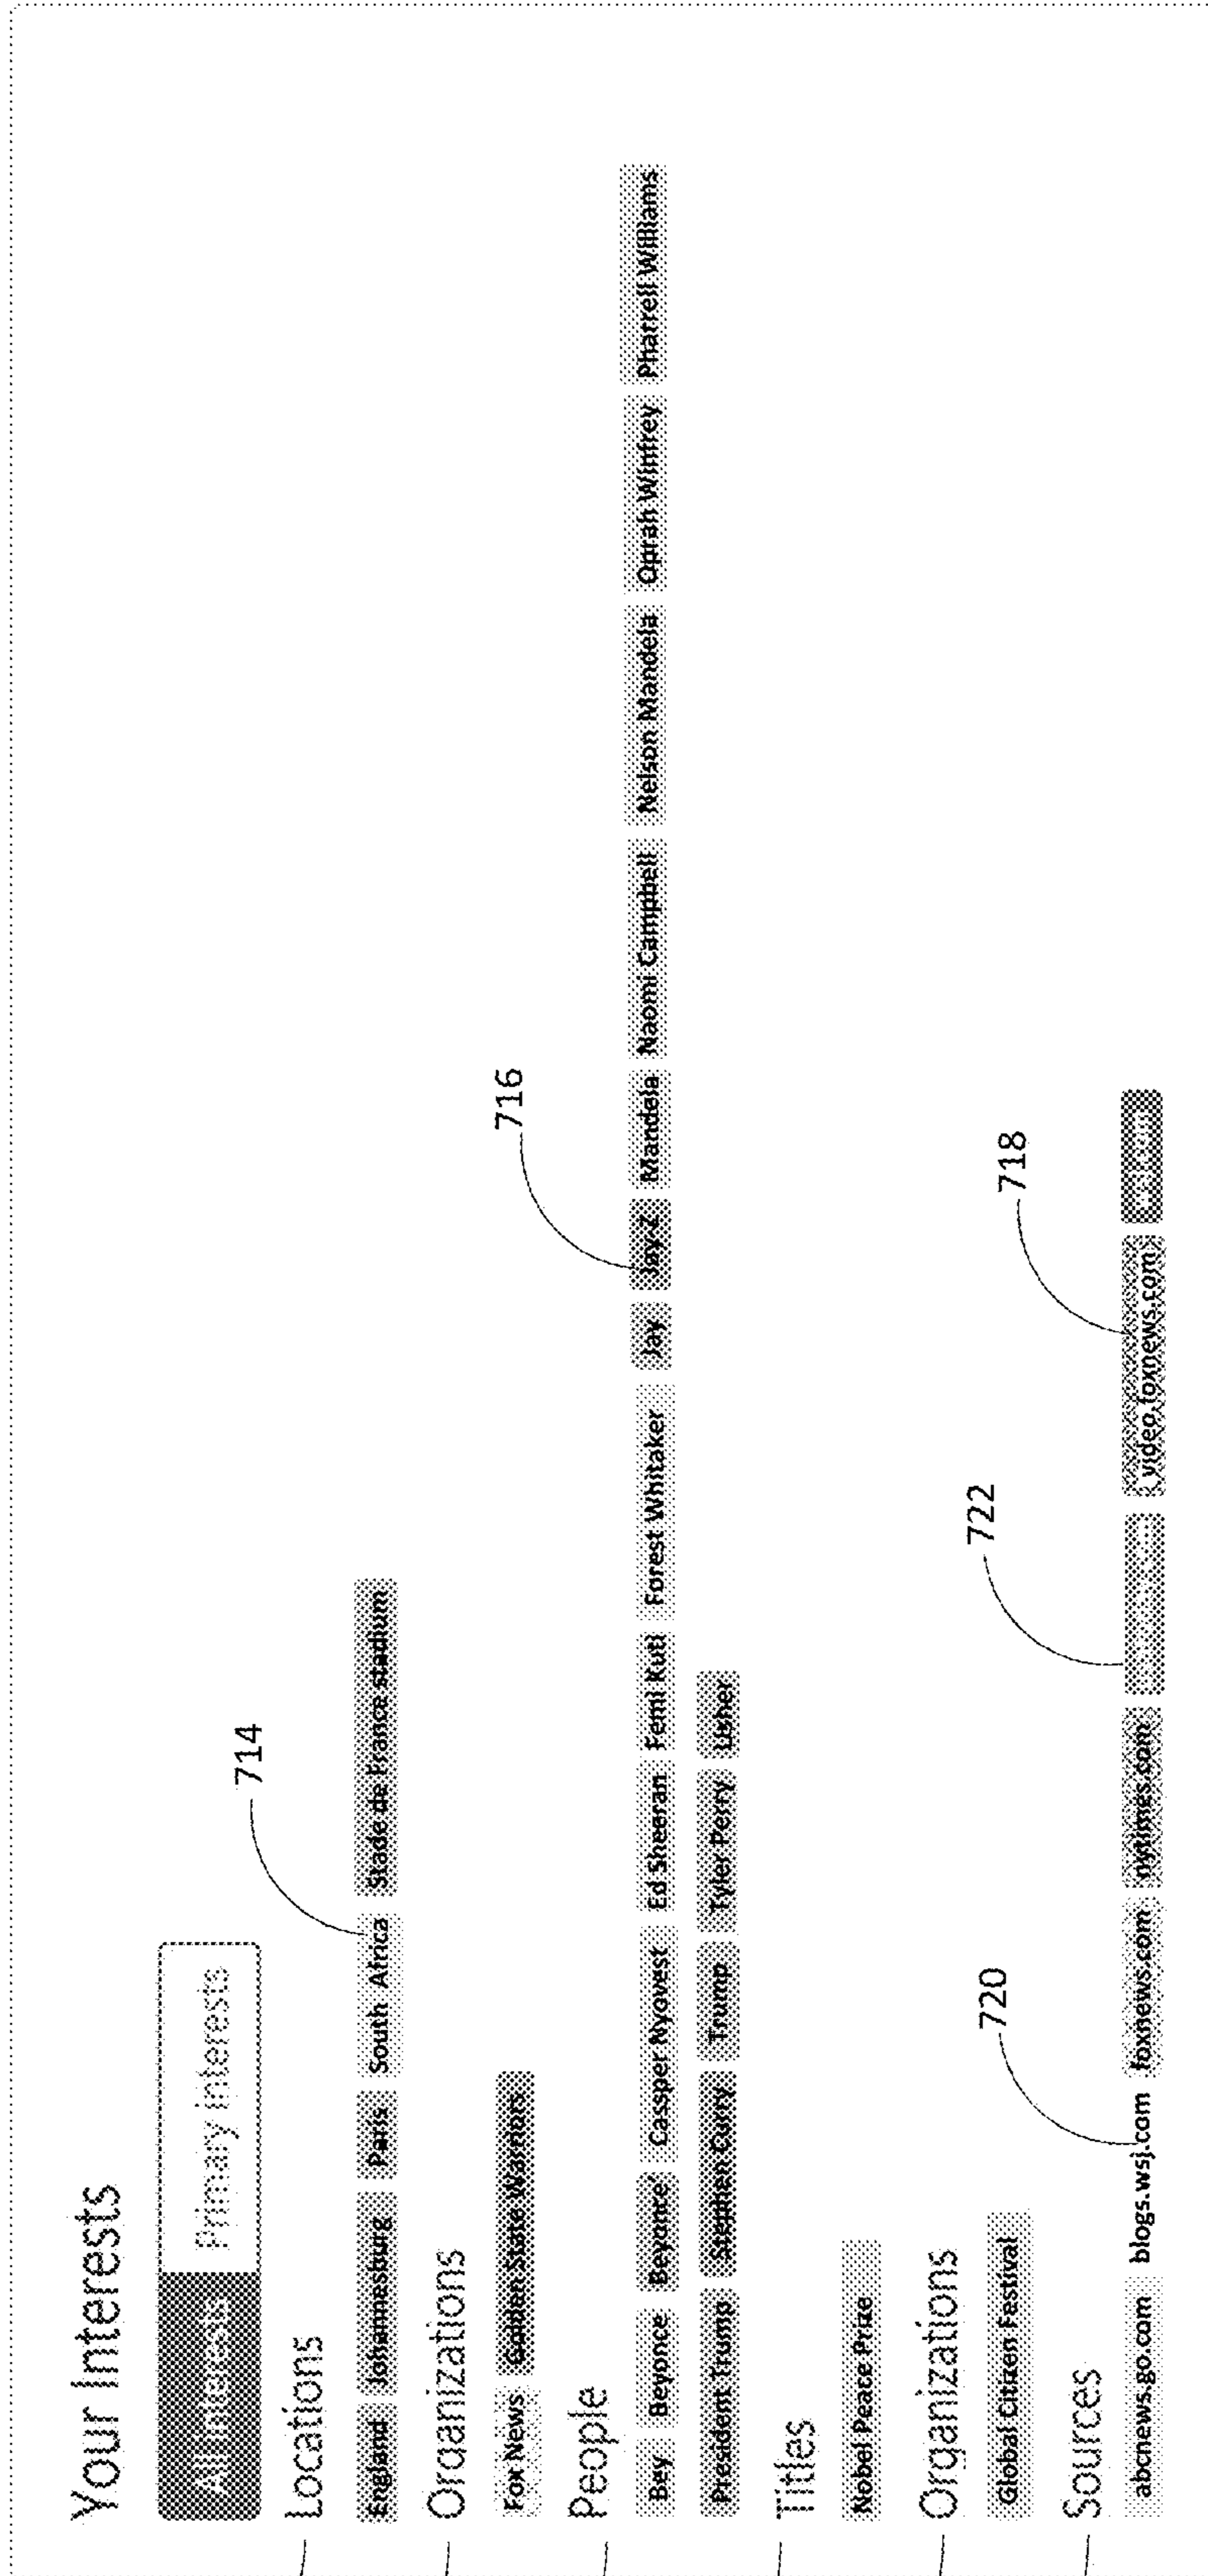 Your Interests
All Interests Primary Interests
Locations
714
England Johannesburg Paris South Africa Stade de France stadium
Organizations
Fox News Golden State Warriors
716
People
Bey Beyonce Beyonce' Cassper Nyovest Ed Sheeran Femi Kuti Forest Whitaker Jay Jay-Z Mandela Naomi Campbell Nelson Mandela Oprah Winfrey Pharrell Williams
President Trump Stephen Curry Trump Tyler Perry Usher
Titles
Nobel Peace Prize
Organizations
Global Citizen Festival
720 722 718
Sources
abcnews.go.com blogs.wsj.com foxnews.com nytimes.com video.foxnews.com